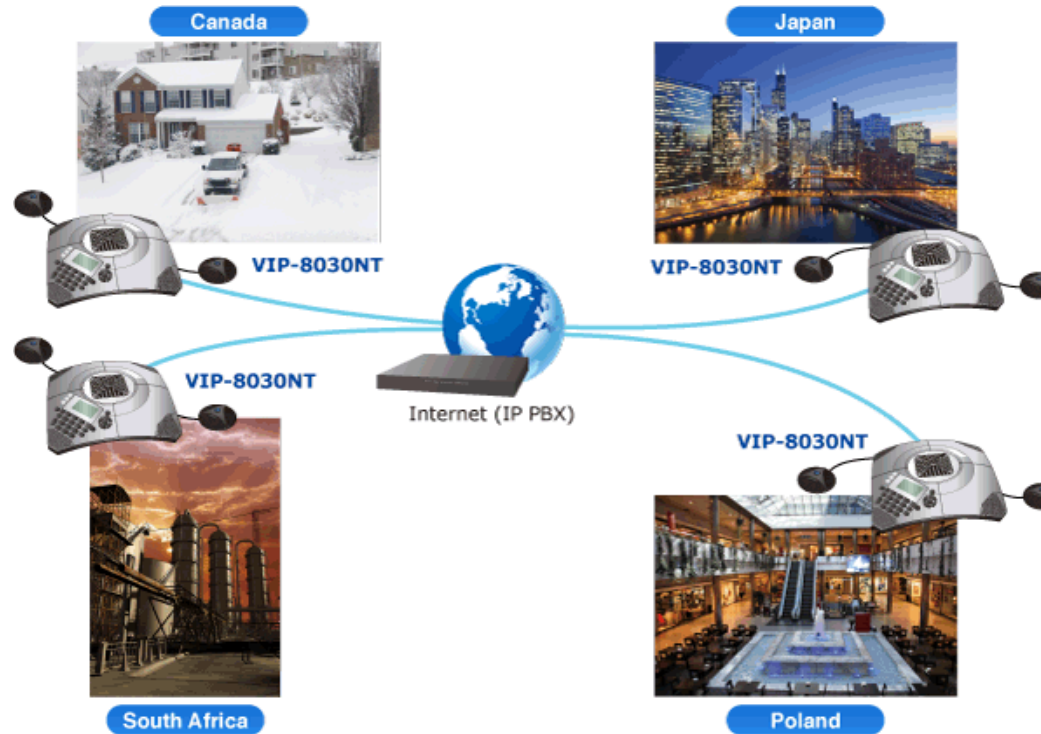 Canada
Japan
VIP-8030NT
VIP-8030NT
VIP-8030NT
Internet (IP PBX)
VIP-8030NT
South Africa
Poland